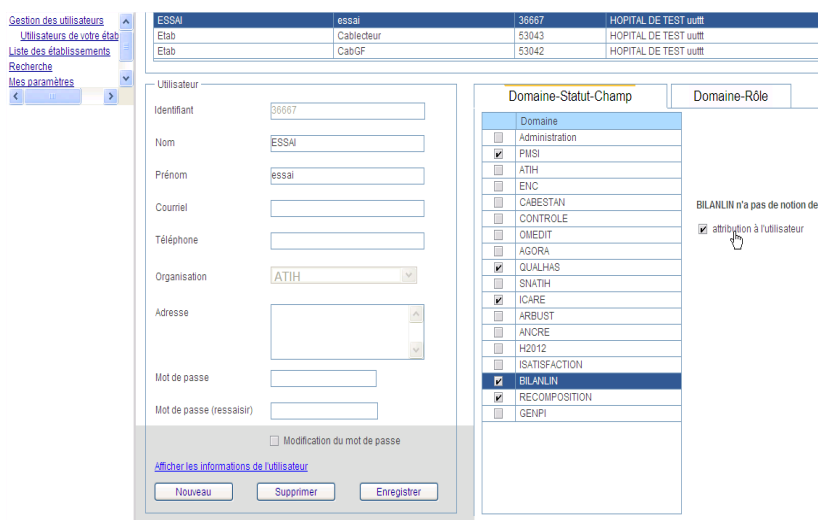 Gestion des utilisateurs
Utilisateurs de votre étab
Liste des établissements
Recherche
Mes paramètres
ESSAI essai 36667 HOPITAL DE TEST uuttt
Etab Cablecteur 53043 HOPITAL DE TEST uuttt
Etab CabGF 53042 HOPITAL DE TEST uuttt
Utilisateur
Identifiant 36667
Nom ESSAI
Prénom essai
Courriel
Téléphone
Organisation ATIH
Adresse
Mot de passe
Mot de passe (ressaisir)
Modification du mot de passe
Afficher les informations de l'utilisateur
Nouveau Supprimer Enregistrer
Domaine-Statut-Champ Domaine-Rôle
Domaine
Administration
PMSI
ATIH
ENC
CABESTAN
CONTROLE
OMEDIT
AGORA
QUALHAS
SNATIH
ICARE
ARBUST
ANCRE
H2012
ISATISFACTION
BILANLIN
RECOMPOSITION
GENPI
BILANLIN n'a pas de notion de
attribution à l'utilisateur